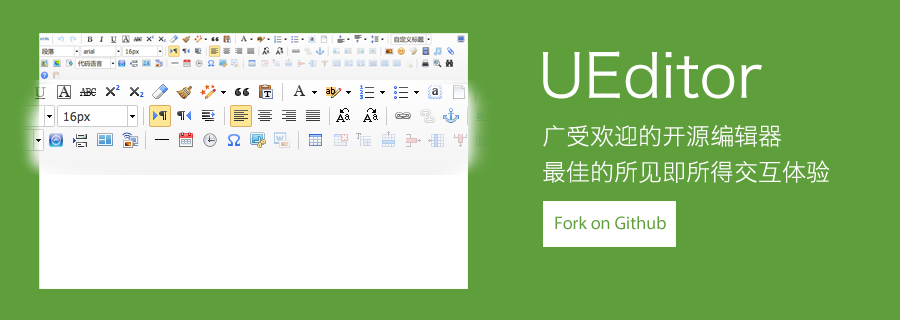 HTML
自定义标题
段落
arial
16px
代码语言
16px
UEditor
广受欢迎的开源编辑器
最佳的所见即所得交互体验
Fork on Github